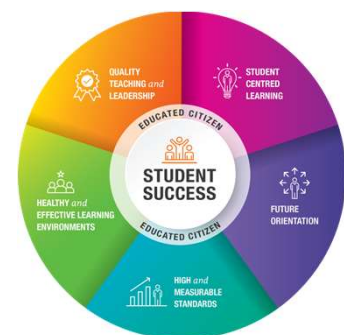 QUALITY
TEACHING and
LEADERSHIP
STUDENT
CENTRED
LEARNING
EDUCATED CITIZEN
STUDENT
SUCCESS
EDUCATED CITIZEN
HEALTHY and
EFFECTIVE LEARNING
ENVIRONMENTS
FUTURE
ORIENTATION
HIGH and
MEASURABLE
STANDARDS